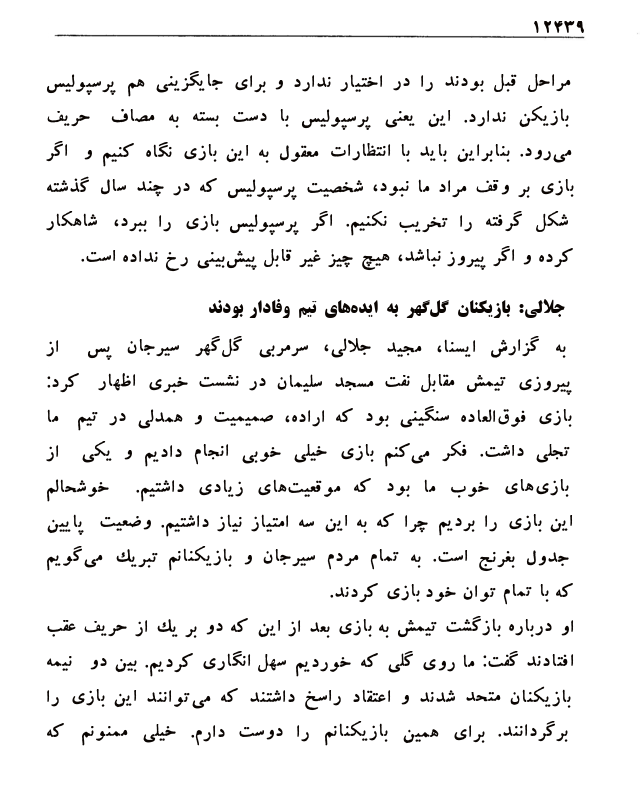 ۱۲۴۳۹
مراحل قبل بودند را در اختیار ندارد و برای جایگزینی هم پرسپولیس
بازیکن ندارد. این یعنی پرسپولیس با دست بسته به مصاف حریف
می‌رود. بنابراین باید با انتظارات معقول به این بازی نگاه کنیم و اگر
بازی بر وقف مراد ما نبود، شخصیت پرسپولیس که در چند سال گذشته
شکل گرفته را تخریب نکنیم. اگر پرسپولیس بازی را ببرد، شاهکار
کرده و اگر پیروز نباشد، هیچ چیز غیر قابل پیش‌بینی رخ نداده است.
جلالی: بازیکنان گل‌گهر به ایده‌های تیم وفادار بودند
به گزارش ایسنا، مجید جلالی، سرمربی گل‌گهر سیرجان پس از
پیروزی تیمش مقابل نفت مسجد سلیمان در نشست خبری اظهار کرد:
بازی فوق‌العاده سنگینی بود که اراده، صمیمیت و همدلی در تیم ما
تجلی داشت. فکر می‌کنم بازی خیلی خوبی انجام دادیم و یکی از
بازی‌های خوب ما بود که موقعیت‌های زیادی داشتیم. خوشحالم
این بازی را بردیم چرا که به این سه امتیاز نیاز داشتیم. وضعیت پایین
جدول بغرنج است. به تمام مردم سیرجان و بازیکنانم تبریك می‌گویم
که با تمام توان خود بازی کردند.
او درباره بازگشت تیمش به بازی بعد از این که دو بر یك از حریف عقب
افتادند گفت: ما روی گلی که خوردیم سهل انگاری کردیم. بین دو نیمه
بازیکنان متحد شدند و اعتقاد راسخ داشتند که می‌توانند این بازی را
برگردانند. برای همین بازیکنانم را دوست دارم. خیلی ممنونم که